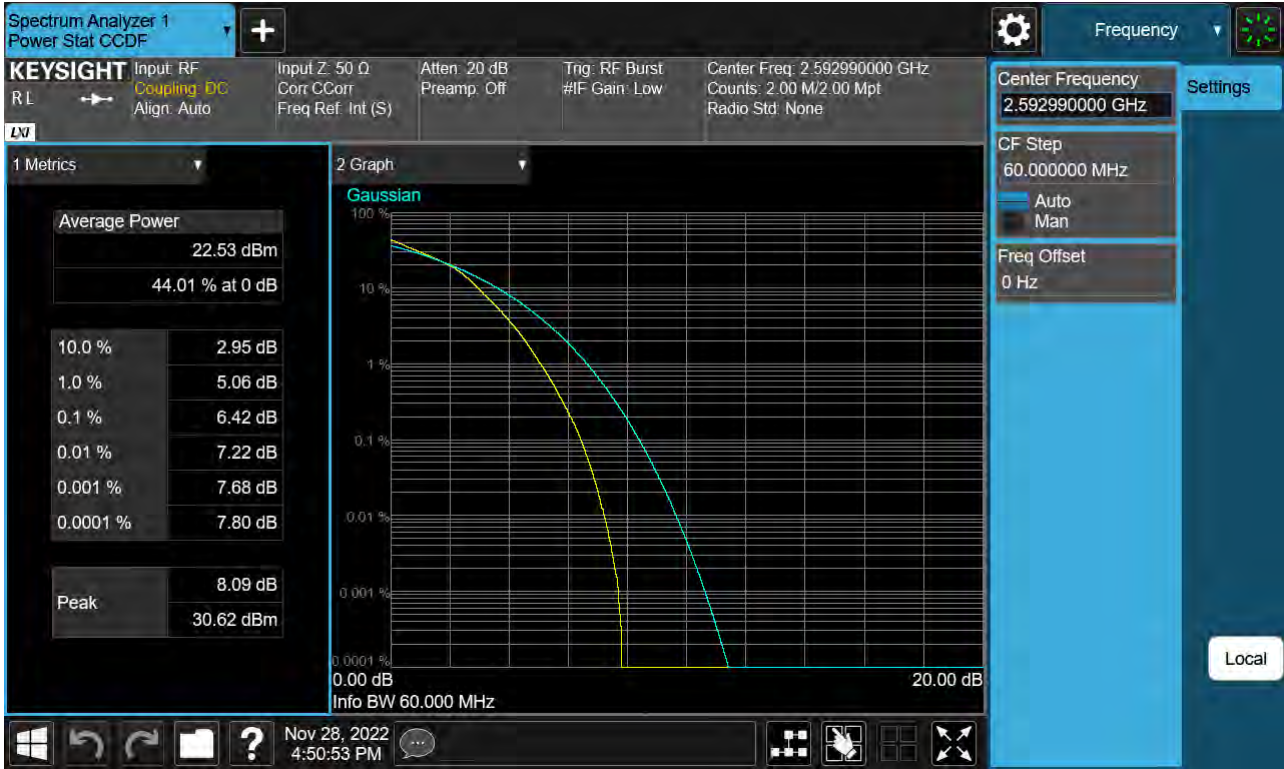 Spectrum Analyzer 1
Power Stat CCDF
+
Frequency
KEYSIGHT
R L
LXI
Input: RF
Coupling: DC
Align: Auto
Input Z: 50 Ω
Corr CCorr
Freq Ref: Int (S)
Atten: 20 dB
Preamp: Off
Trig: RF Burst
#IF Gain: Low
Center Freq: 2.592990000 GHz
Counts: 2.00 M/2.00 Mpt
Radio Std: None
Center Frequency
2.592990000 GHz
Settings
CF Step
60.000000 MHz
Auto
Man
Freq Offset
0 Hz
Local
1 Metrics
Average Power
22.53 dBm
44.01 % at 0 dB
10.0 % 2.95 dB
1.0 % 5.06 dB
0.1 % 6.42 dB
0.01 % 7.22 dB
0.001 % 7.68 dB
0.0001 % 7.80 dB
Peak
8.09 dB
30.62 dBm
2 Graph
Gaussian
100 %
10 %
1 %
0.1 %
0.01 %
0.001 %
0.0001 %
0.00 dB 20.00 dB
Info BW 60.000 MHz
?
Nov 28, 2022
4:50:53 PM